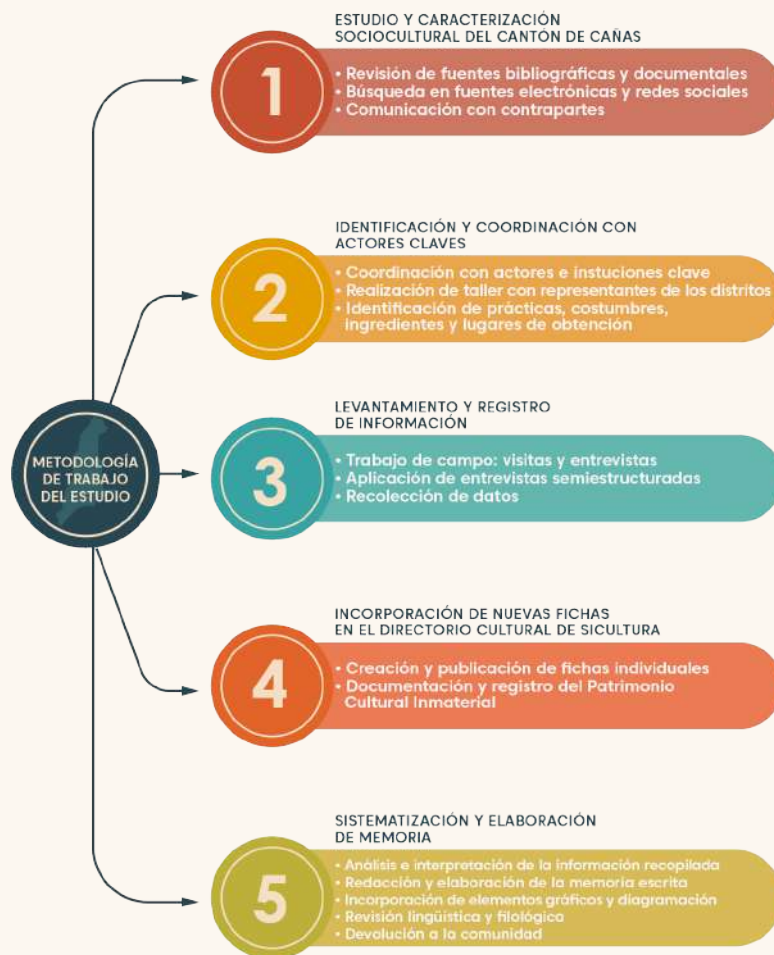 ESTUDIO Y CARACTERIZACIÓN
SOCIOCULTURAL DEL CANTÓN DE CAÑAS
1
• Revisión de fuentes bibliográficas y documentales
• Búsqueda en fuentes electrónicas y redes sociales
• Comunicación con contrapartes
IDENTIFICACIÓN Y COORDINACIÓN CON
ACTORES CLAVES
2
• Coordinación con actores e instuciones clave
• Realización de taller con representantes de los distritos
• Identificación de prácticas, costumbres,
ingredientes y lugares de obtención
METODOLOGÍA
DE TRABAJO
DEL ESTUDIO
LEVANTAMIENTO Y REGISTRO
DE INFORMACIÓN
3
• Trabajo de campo: visitas y entrevistas
• Aplicación de entrevistas semiestructuradas
• Recolección de datos
INCORPORACIÓN DE NUEVAS FICHAS
EN EL DIRECTORIO CULTURAL DE SICULTURA
4
• Creación y publicación de fichas individuales
• Documentación y registro del Patrimonio
Cultural Inmaterial
SISTEMATIZACIÓN Y ELABORACIÓN
DE MEMORIA
5
• Análisis e interpretación de la información recopilada
• Redacción y elaboración de la memoria escrita
• Incorporación de elementos gráficos y diagramación
• Revisión lingüística y filológica
• Devolución a la comunidad